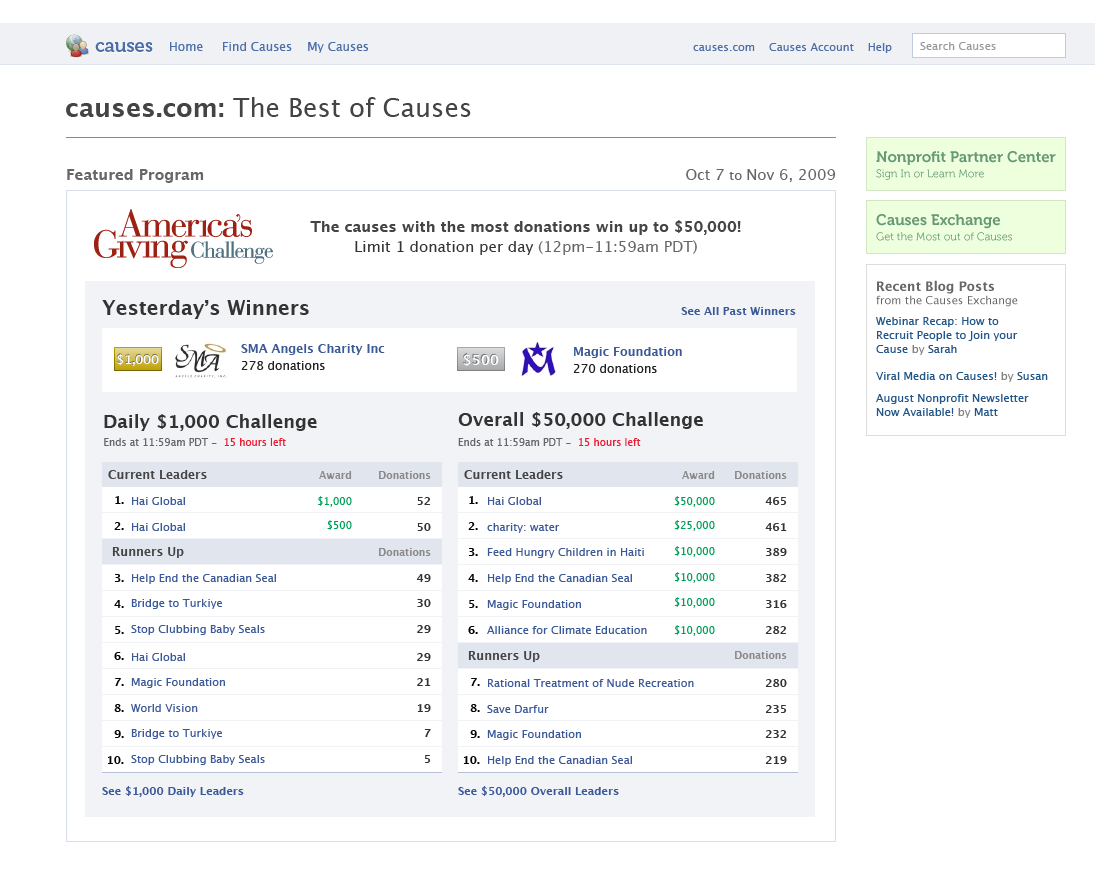 causes Home Find Causes My Causes causes.com Causes Account Help Search Causes
causes.com: The Best of Causes
Featured Program Oct 7 to Nov 6, 2009
America's
Giving Challenge
The causes with the most donations win up to $50,000!
Limit 1 donation per day (12pm-11:59am PDT)
Yesterday's Winners See All Past Winners
$1,000 SMA ANGELS CHARITY, INC. SMA Angels Charity Inc
278 donations
$500 Magic Foundation
270 donations
Daily $1,000 Challenge
Ends at 11:59am PDT – 15 hours left
Current Leaders Award Donations
1. Hai Global $1,000 52
2. Hai Global $500 50
Runners Up Donations
3. Help End the Canadian Seal 49
4. Bridge to Turkiye 30
5. Stop Clubbing Baby Seals 29
6. Hai Global 29
7. Magic Foundation 21
8. World Vision 19
9. Bridge to Turkiye 7
10. Stop Clubbing Baby Seals 5
See $1,000 Daily Leaders
Overall $50,000 Challenge
Ends at 11:59am PDT – 15 hours left
Current Leaders Award Donations
1. Hai Global $50,000 465
2. charity: water $25,000 461
3. Feed Hungry Children in Haiti $10,000 389
4. Help End the Canadian Seal $10,000 382
5. Magic Foundation $10,000 316
6. Alliance for Climate Education $10,000 282
Runners Up Donations
7. Rational Treatment of Nude Recreation 280
8. Save Darfur 235
9. Magic Foundation 232
10. Help End the Canadian Seal 219
See $50,000 Overall Leaders
Nonprofit Partner Center
Sign In or Learn More
Causes Exchange
Get the Most out of Causes
Recent Blog Posts
from the Causes Exchange
Webinar Recap: How to
Recruit People to Join your
Cause by Sarah
Viral Media on Causes! by Susan
August Nonprofit Newsletter
Now Available! by Matt